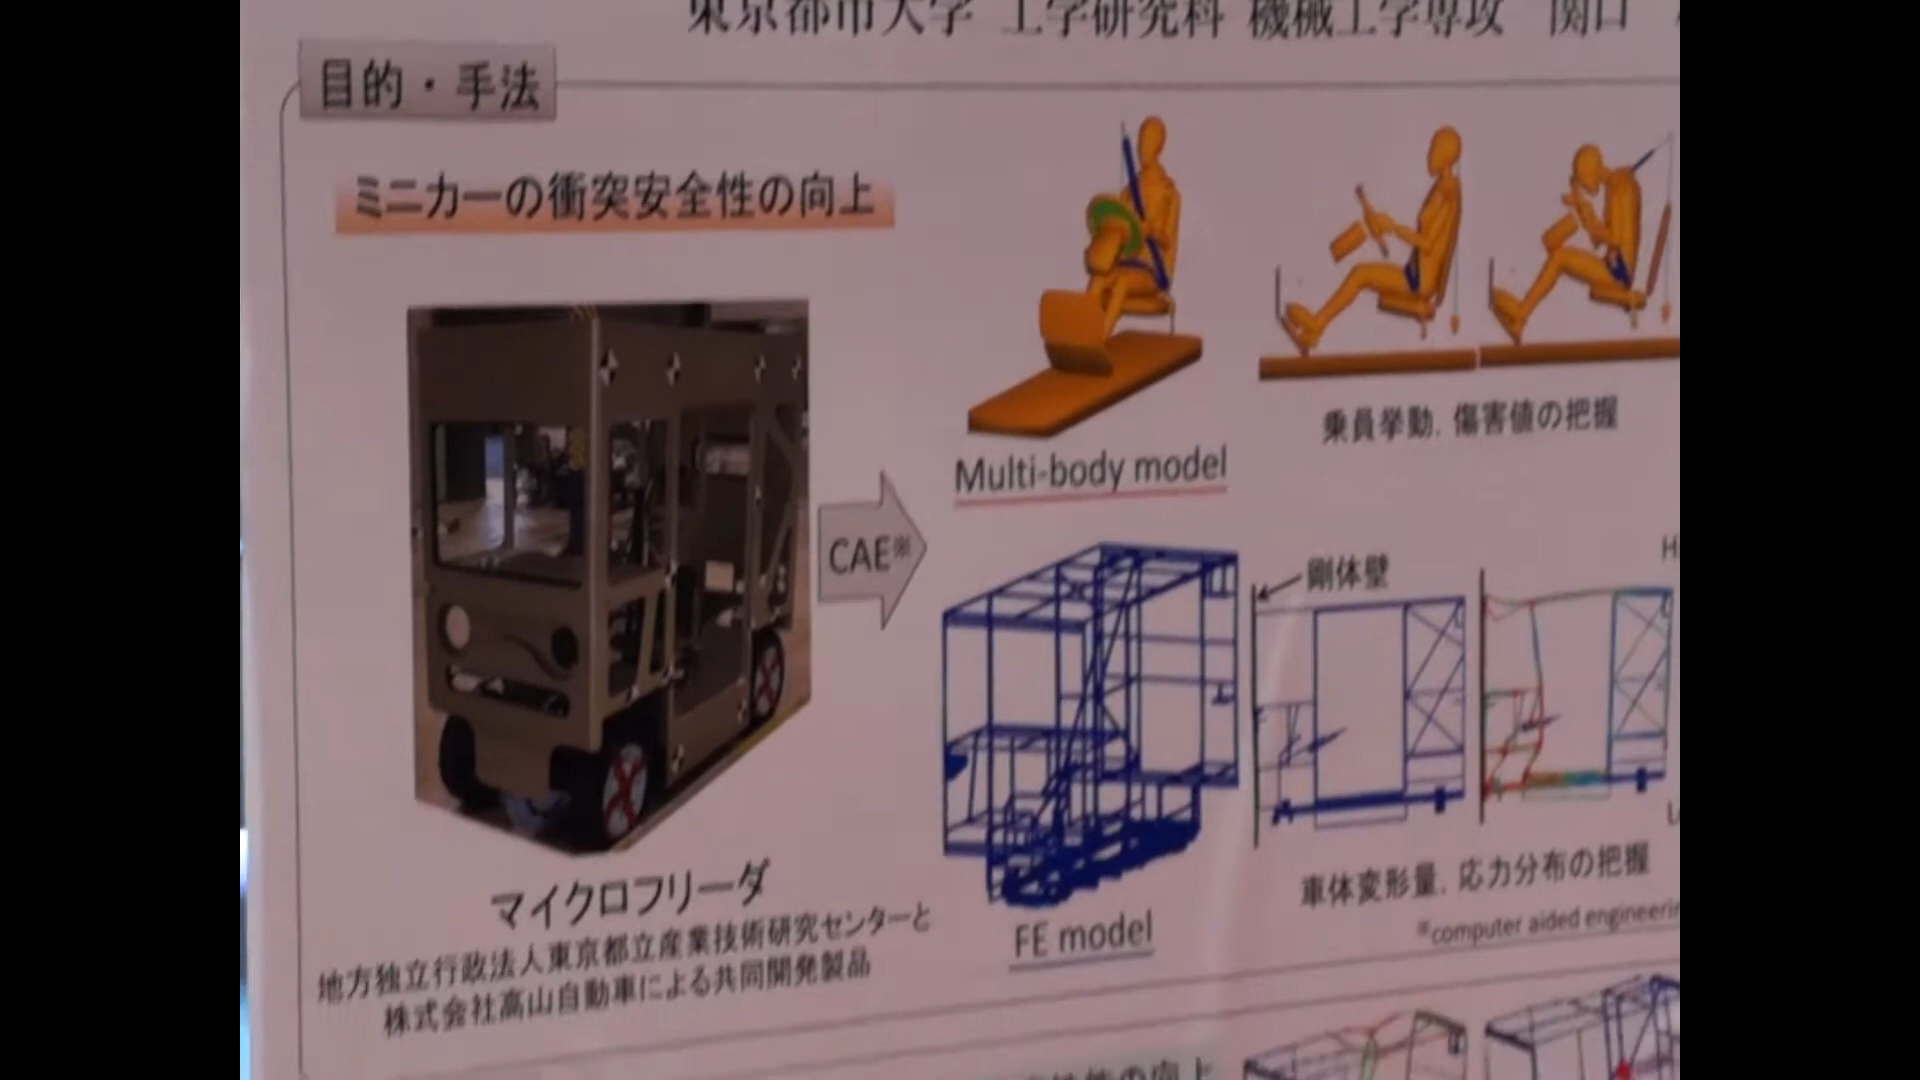 東京都市大学 工学研究科 機械工学専攻 関口
目的・手法
ミニカーの衝突安全性の向上
乗員挙動, 傷害値の把握
Multi-body model
CAE※
剛体壁
マイクロフリーダ
地方独立行政法人東京都立産業技術研究センターと
株式会社高山自動車による共同開発製品
FE model
車体変形量, 応力分布の把握
※computer aided engineerin
の向上